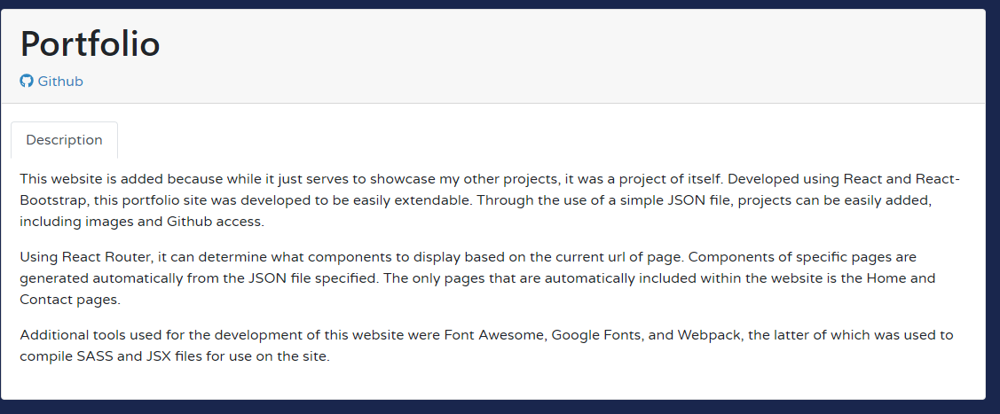 Portfolio
Github
Description
This website is added because while it just serves to showcase my other projects, it was a project of itself. Developed using React and React-
Bootstrap, this portfolio site was developed to be easily extendable. Through the use of a simple JSON file, projects can be easily added,
including images and Github access.
Using React Router, it can determine what components to display based on the current url of page. Components of specific pages are
generated automatically from the JSON file specified. The only pages that are automatically included within the website is the Home and
Contact pages.
Additional tools used for the development of this website were Font Awesome, Google Fonts, and Webpack, the latter of which was used to
compile SASS and JSX files for use on the site.